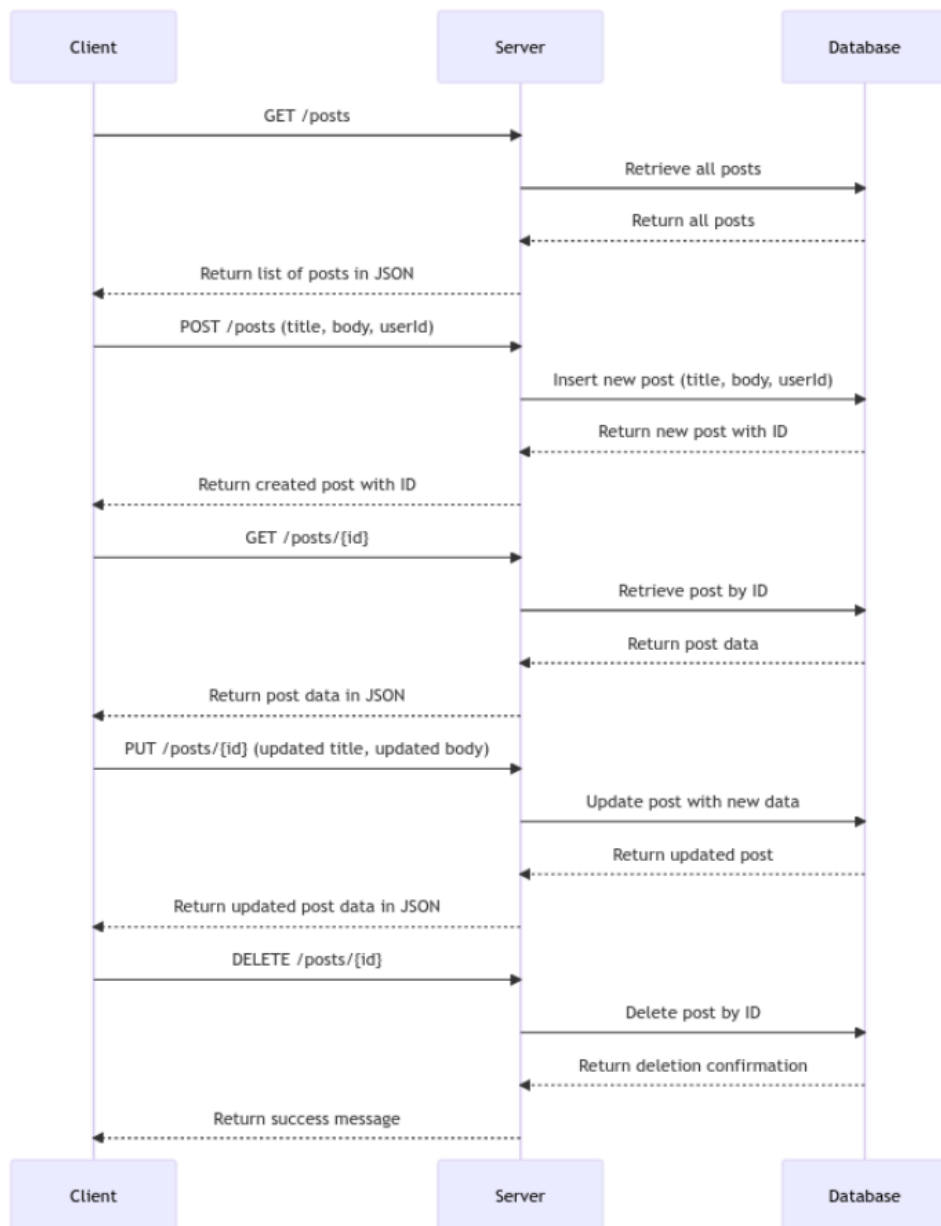 Client Server Database
GET /posts
Retrieve all posts
Return all posts
Return list of posts in JSON
POST /posts (title, body, userId)
Insert new post (title, body, userId)
Return new post with ID
Return created post with ID
GET /posts/{id}
Retrieve post by ID
Return post data
Return post data in JSON
PUT /posts/{id} (updated title, updated body)
Update post with new data
Return updated post
Return updated post data in JSON
DELETE /posts/{id}
Delete post by ID
Return deletion confirmation
Return success message
Client Server Database